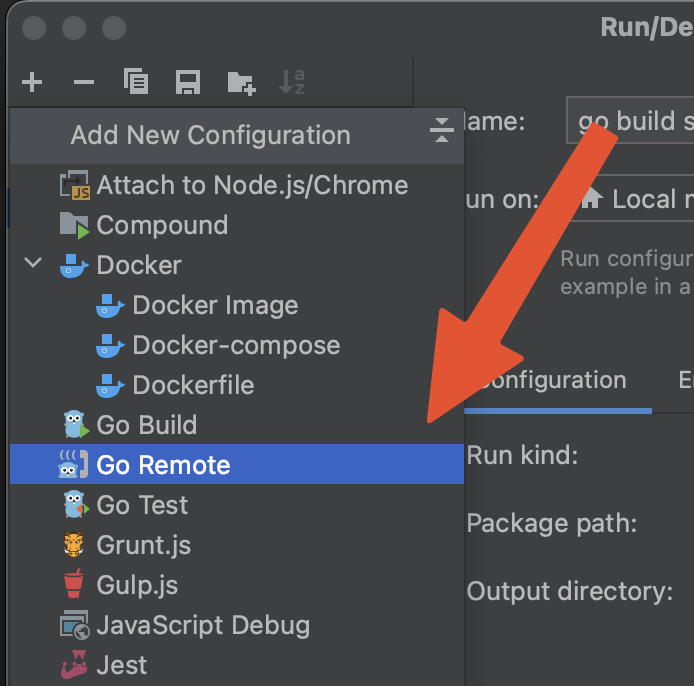 Run/De
Add New Configuration
ame:
go build s
Attach to Node.js/Chrome
un on:
Local
Compound
Run configur
example in a
Docker
Docker Image
Docker-compose
Dockerfile
onfiguration
Go Build
Run kind:
Go Remote
Go Test
Package path:
Grunt.js
Gulp.js
Output directory:
JavaScript Debug
Jest